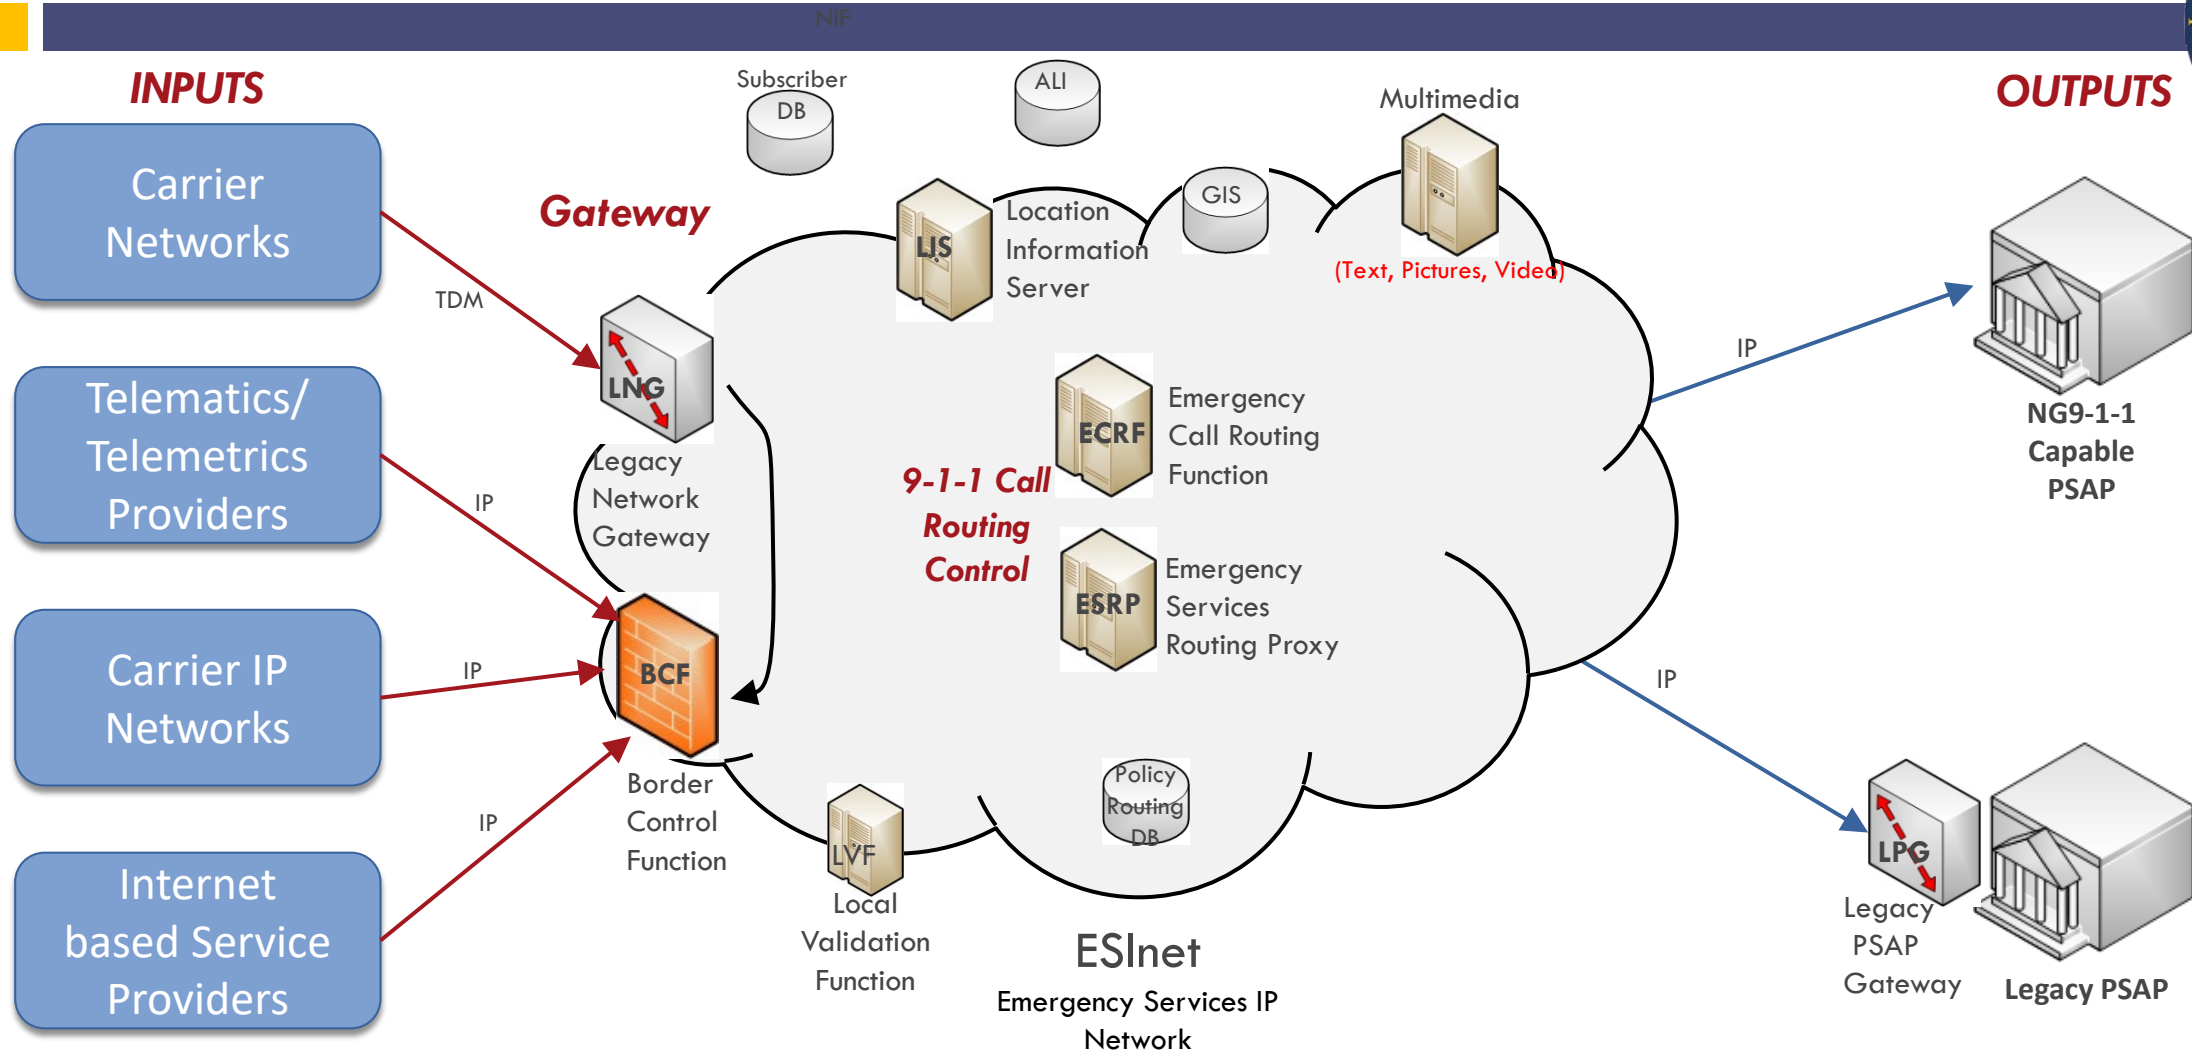 NIF
INPUTS
Carrier
Networks
Telematics/
Telemetrics
Providers
Carrier IP
Networks
Internet
based Service
Providers
TDM
IP
IP
IP
Gateway
LNG
Legacy
Network
Gateway
BCF
Border
Control
Function
Subscriber
DB
ALI
LIS
Location
Information
Server
GIS
Multimedia
(Text, Pictures, Video)
9-1-1 Call
Routing
Control
ECRF
Emergency
Call Routing
Function
ESRP
Emergency
Services
Routing Proxy
Policy
Routing
DB
LVF
Local
Validation
Function
ESInet
Emergency Services IP
Network
OUTPUTS
IP
NG9-1-1
Capable
PSAP
IP
LPG
Legacy
PSAP
Gateway
Legacy PSAP